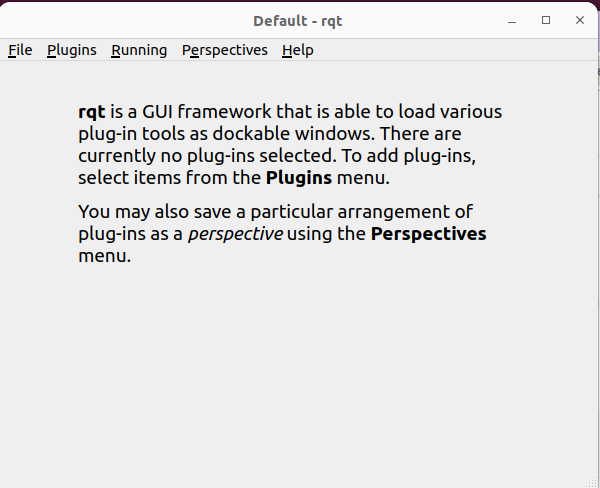 Default - rqt
File Plugins Running Perspectives Help
rqt is a GUI framework that is able to load various
plug-in tools as dockable windows. There are
currently no plug-ins selected. To add plug-ins,
select items from the Plugins menu.
You may also save a particular arrangement of
plug-ins as a perspective using the Perspectives
menu.